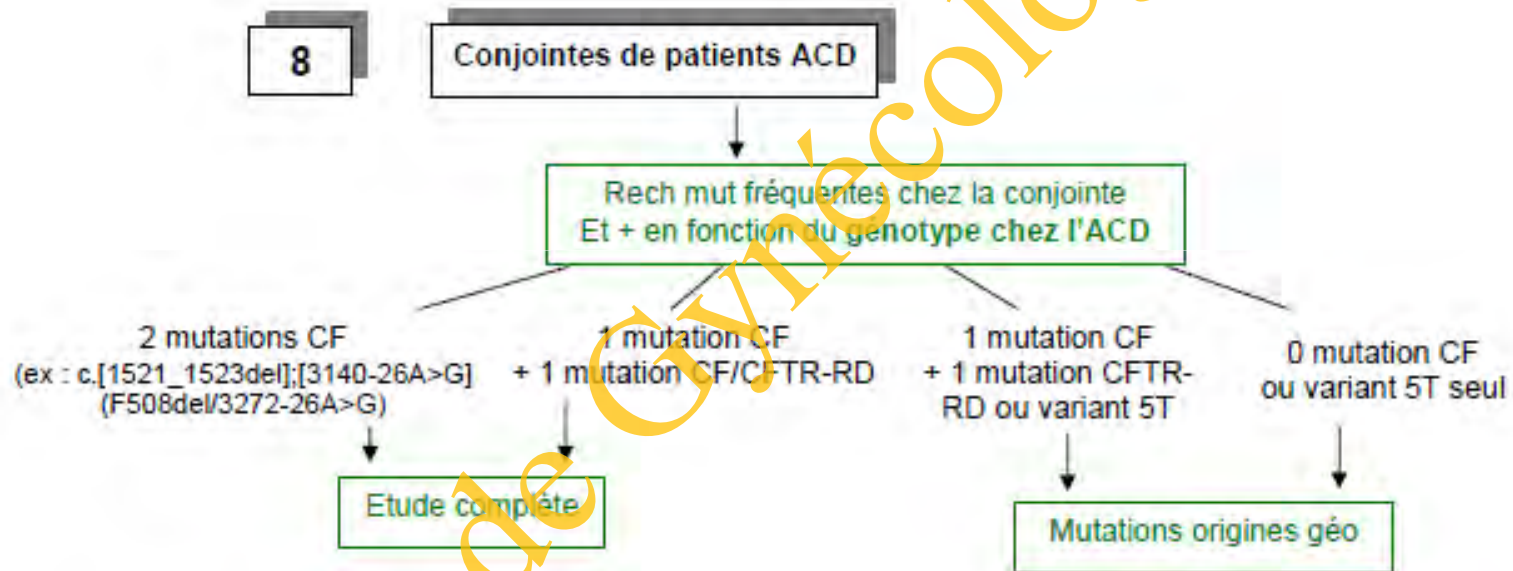 8
Conjointes de patients ACD
Rech mut fréquentes chez la conjointe
Et + en fonction du génotype chez l'ACD
2 mutations CF
(ex : c.[1521_1523del];[3140-26A>G]
(F508del/3272-26A>G)
1 mutation CF
+ 1 mutation CF/CFTR-RD
1 mutation CF
+ 1 mutation CFTR-
RD ou variant 5T
0 mutation CF
ou variant 5T seul
Etude complète
Mutations origines géo
de Gynécolo